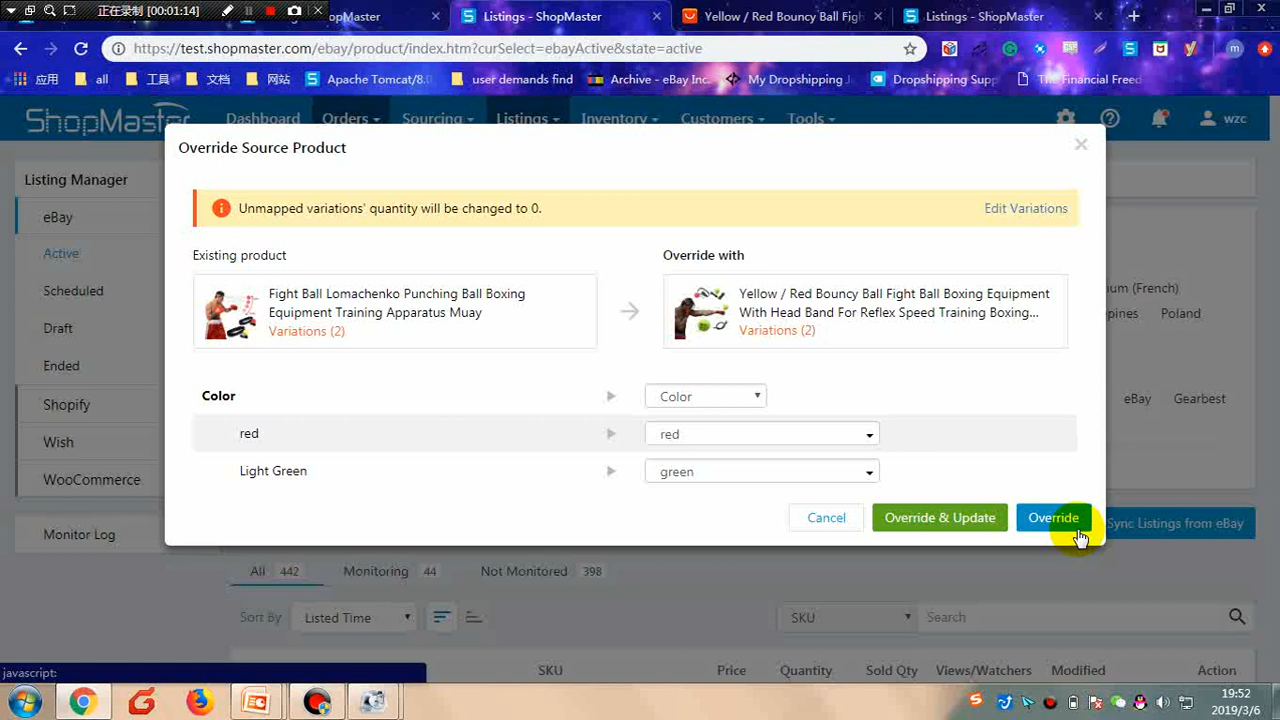 正在录制 [00:01:14]
ShopMaster
Listings - ShopMaster
Yellow / Red Bouncy Ball Figh
Listings - ShopMaster
https://test.shopmaster.com/ebay/product/index.htm?curSelect=ebayActive&state=active
应用
all
工具
文档
网站
Apache Tomcat/8.0
user demands find
Archive - eBay Inc.
My Dropshipping
Dropshipping Supp
The Financial Freed
ShopMaster
Dashboard
Orders
Sourcing
Listings
Inventory
Customers
Tools
wzc
Override Source Product
Listing Manager
eBay
Active
Scheduled
Draft
Ended
Shopify
Wish
WooCommerce
Monitor Log
Unmapped variations' quantity will be changed to 0.
Edit Variations
Existing product
Override with
Fight Ball Lomachenko Punching Ball Boxing
Equipment Training Apparatus Muay
Variations (2)
Yellow / Red Bouncy Ball Fight Ball Boxing Equipment
With Head Band For Reflex Speed Training Boxing...
Variations (2)
Color
Color
red
red
Light Green
green
Cancel
Override & Update
Override
(French)
Poland
eBay
Gearbest
Sync Listings from eBay
All 442
Monitoring 44
Not Monitored 398
Sort By
Listed Time
SKU
Search
javascript:
SKU
Price
Quantity
Sold Qty
Views/Watchers
Modified
Action
19:52
2019/3/6